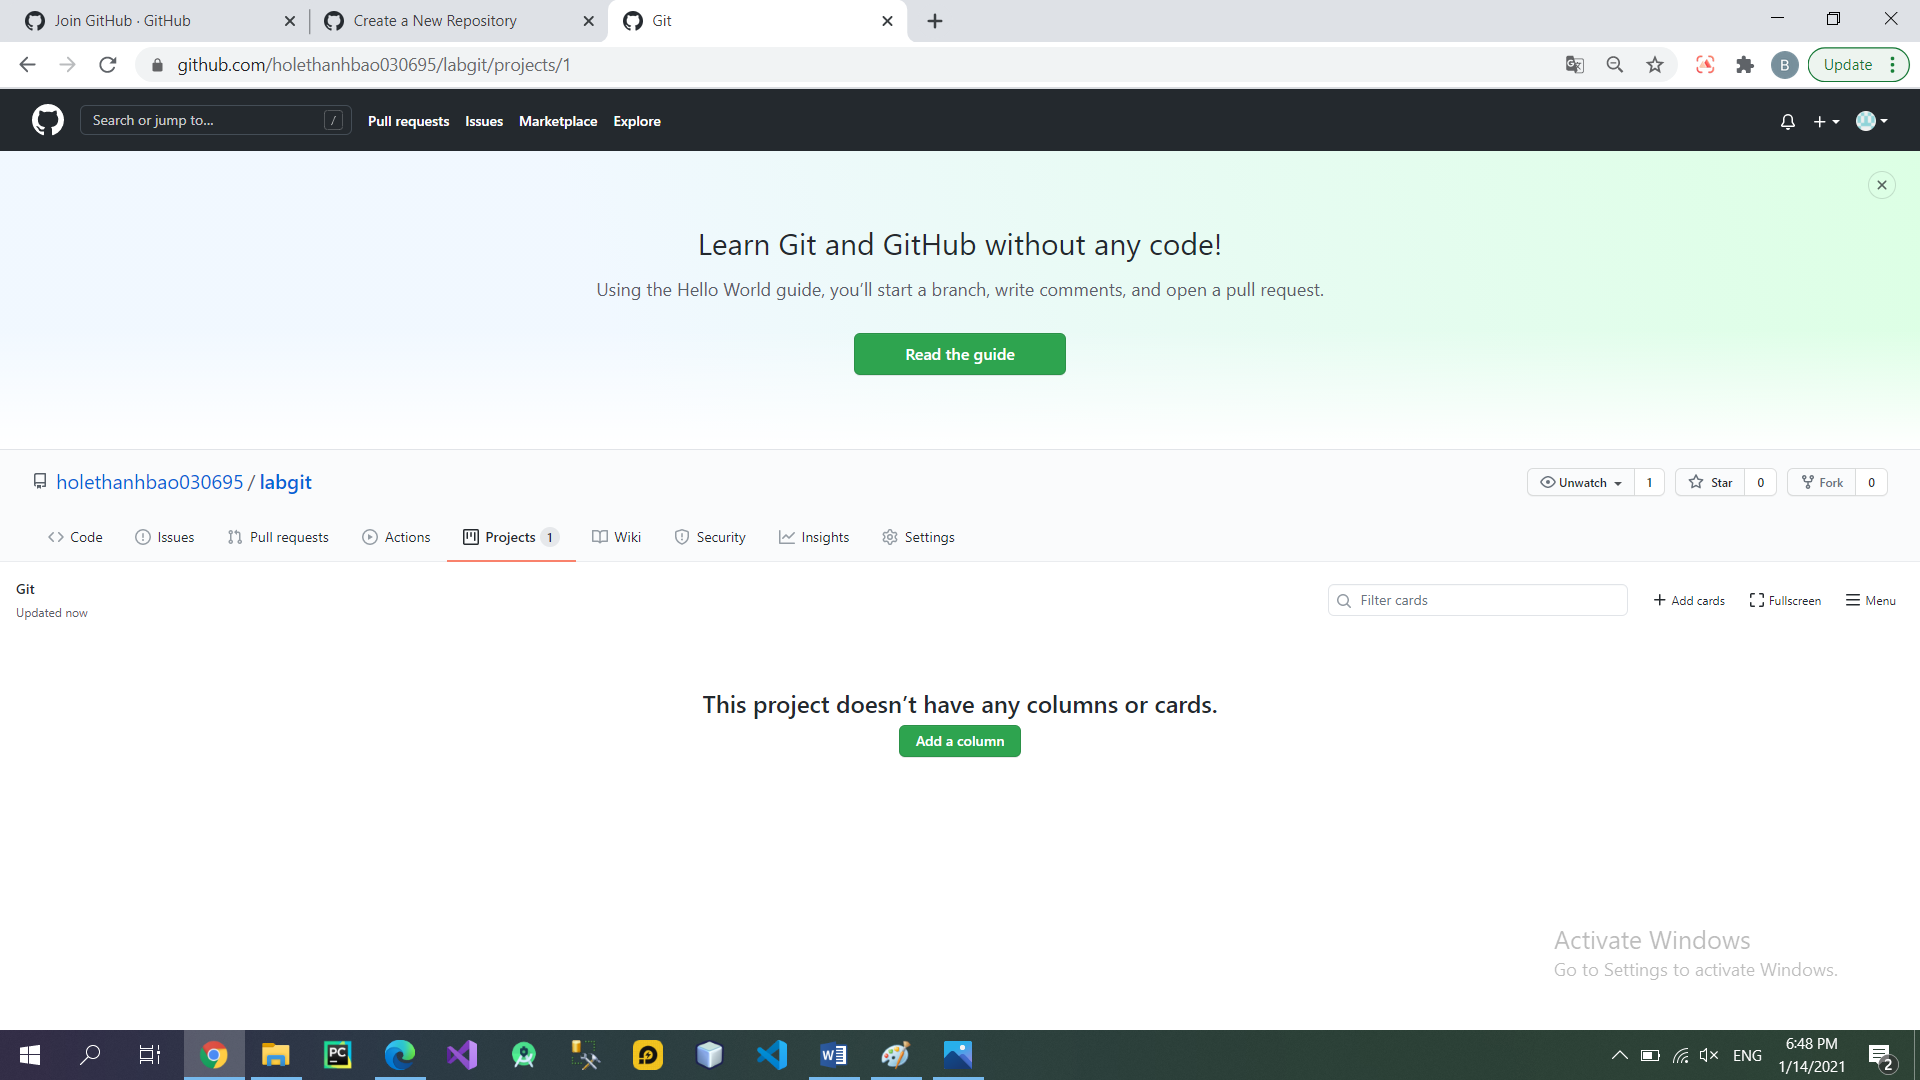 Join GitHub · GitHub
Create a New Repository
Git
github.com/holethanhbao030695/labgit/projects/1
B
Update
Search or jump to...
/
Pull requests
Issues
Marketplace
Explore
Learn Git and GitHub without any code!
Using the Hello World guide, you’ll start a branch, write comments, and open a pull request.
Read the guide
holethanhbao030695 / labgit
Unwatch 1
Star 0
Fork 0
Code
Issues
Pull requests
Actions
Projects 1
Wiki
Security
Insights
Settings
Git
Updated now
Filter cards
Add cards
Fullscreen
Menu
This project doesn’t have any columns or cards.
Add a column
Activate Windows
Go to Settings to activate Windows.
PC
W
ENG
6:48 PM
1/14/2021
2